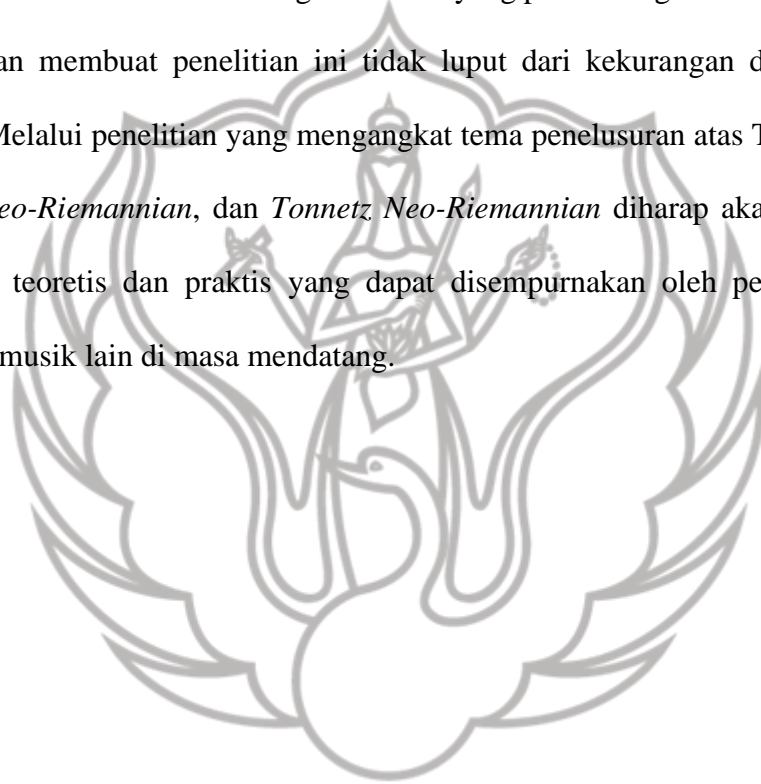 an membuat penelitian ini tidak luput dari kekurangan d
Melalui penelitian yang mengangkat tema penelusuran atas T
eo-Riemannian, dan Tonnetz Neo-Riemannian diharap aka
teoretis dan praktis yang dapat disempurnakan oleh pe
musik lain di masa mendatang.